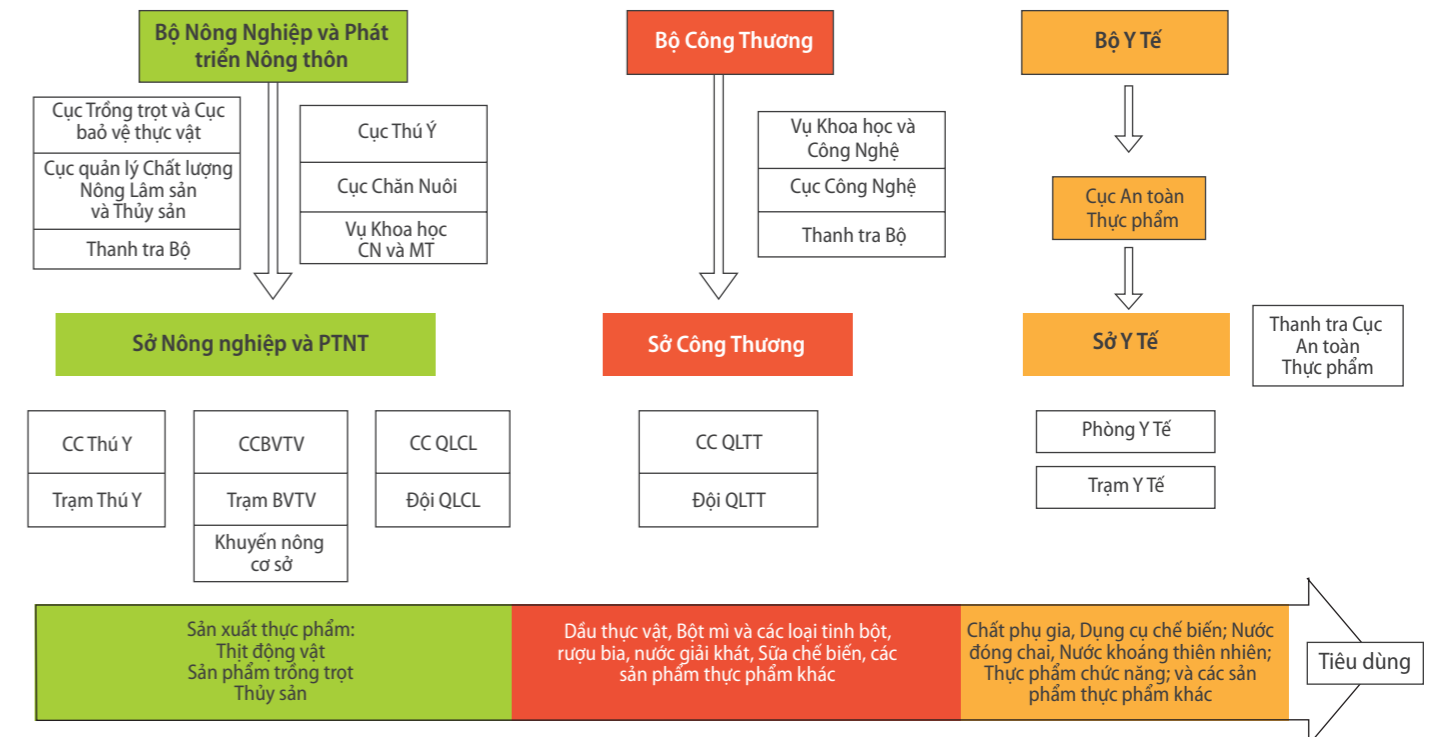 Bộ Nông Nghiệp và Phát
triển Nông thôn
Bộ Công Thương
Bộ Y Tế
Cục Trồng trọt và Cục
baỏ vệ thực vật
Cục quản lý Chất lượng
Nông Lâm sản
và Thủy sản
Thanh tra Bộ
Cục Thú Ý
Cục Chăn Nuôi
Vụ Khoa học
CN và MT
Vụ Khoa học và
Công Nghệ
Cục Công Nghệ
Thanh tra Bộ
Cục An toàn
Thực phẩm
Sở Nông nghiệp và PTNT
Sở Công Thương
Sở Y Tế
Thanh tra Cục
An toàn
Thực phẩm
CC Thú Y
Trạm Thú Y
CCBVTV
Trạm BVTV
Khuyến nông
cơ sở
CC QLCL
Đội QLCL
CC QLTT
Đội QLTT
Phòng Y Tế
Trạm Y Tế
Sản xuất thực phẩm:
Thịt động vật
Sản phẩm trồng trọt
Thủy sản
Dầu thực vật, Bột mì và các loại tinh bột,
rượu bia, nước giải khát, Sữa chế biến, các
sản phẩm thực phẩm khác
Chất phụ gia, Dụng cụ chế biến; Nước
đóng chai, Nước khoáng thiên nhiên;
Thực phẩm chức năng; và các sản
phẩm thực phẩm khác
Tiêu dùng